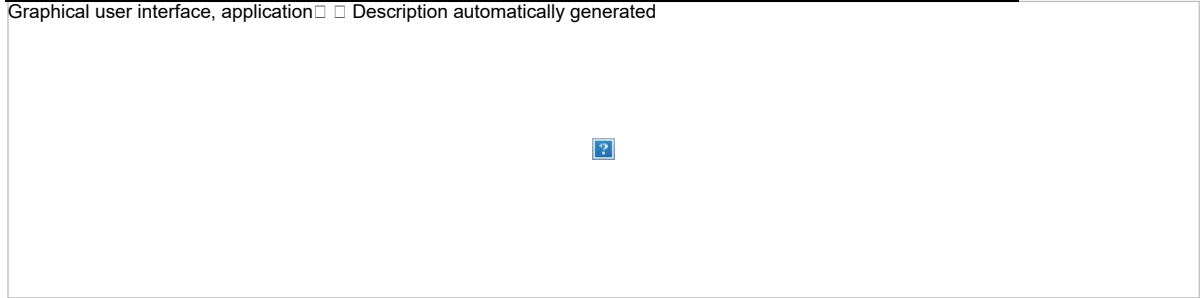 Graphical user interface, application□ □ Description automatically generated
?